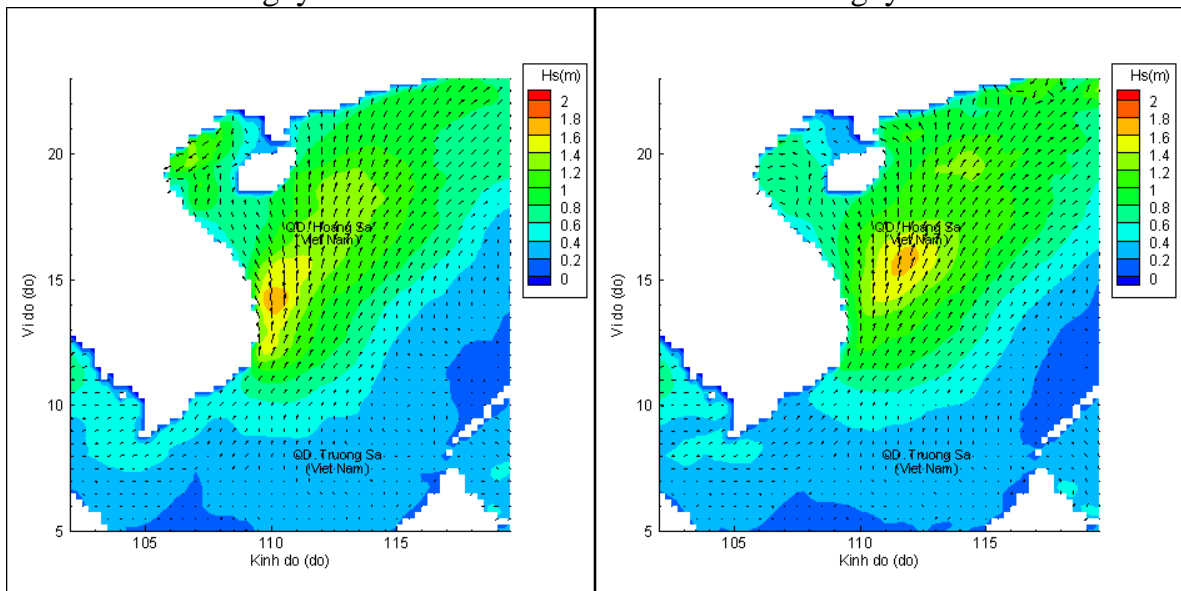 Hs(m)
2
1.8
1.6
1.4
1.2
1
0.8
0.6
0.4
0.2
0
20
15
10
5
Vi do (do)
QD. Hoang Sa
(Viet Nam)
QD. Truong Sa
(Viet Nam)
105
110
115
Kinh do (do)
Hs(m)
2
1.8
1.6
1.4
1.2
1
0.8
0.6
0.4
0.2
0
20
15
10
5
Vi do (do)
QD. Hoang Sa
(Viet Nam)
QD. Truong Sa
(Viet Nam)
105
110
115
Kinh do (do)